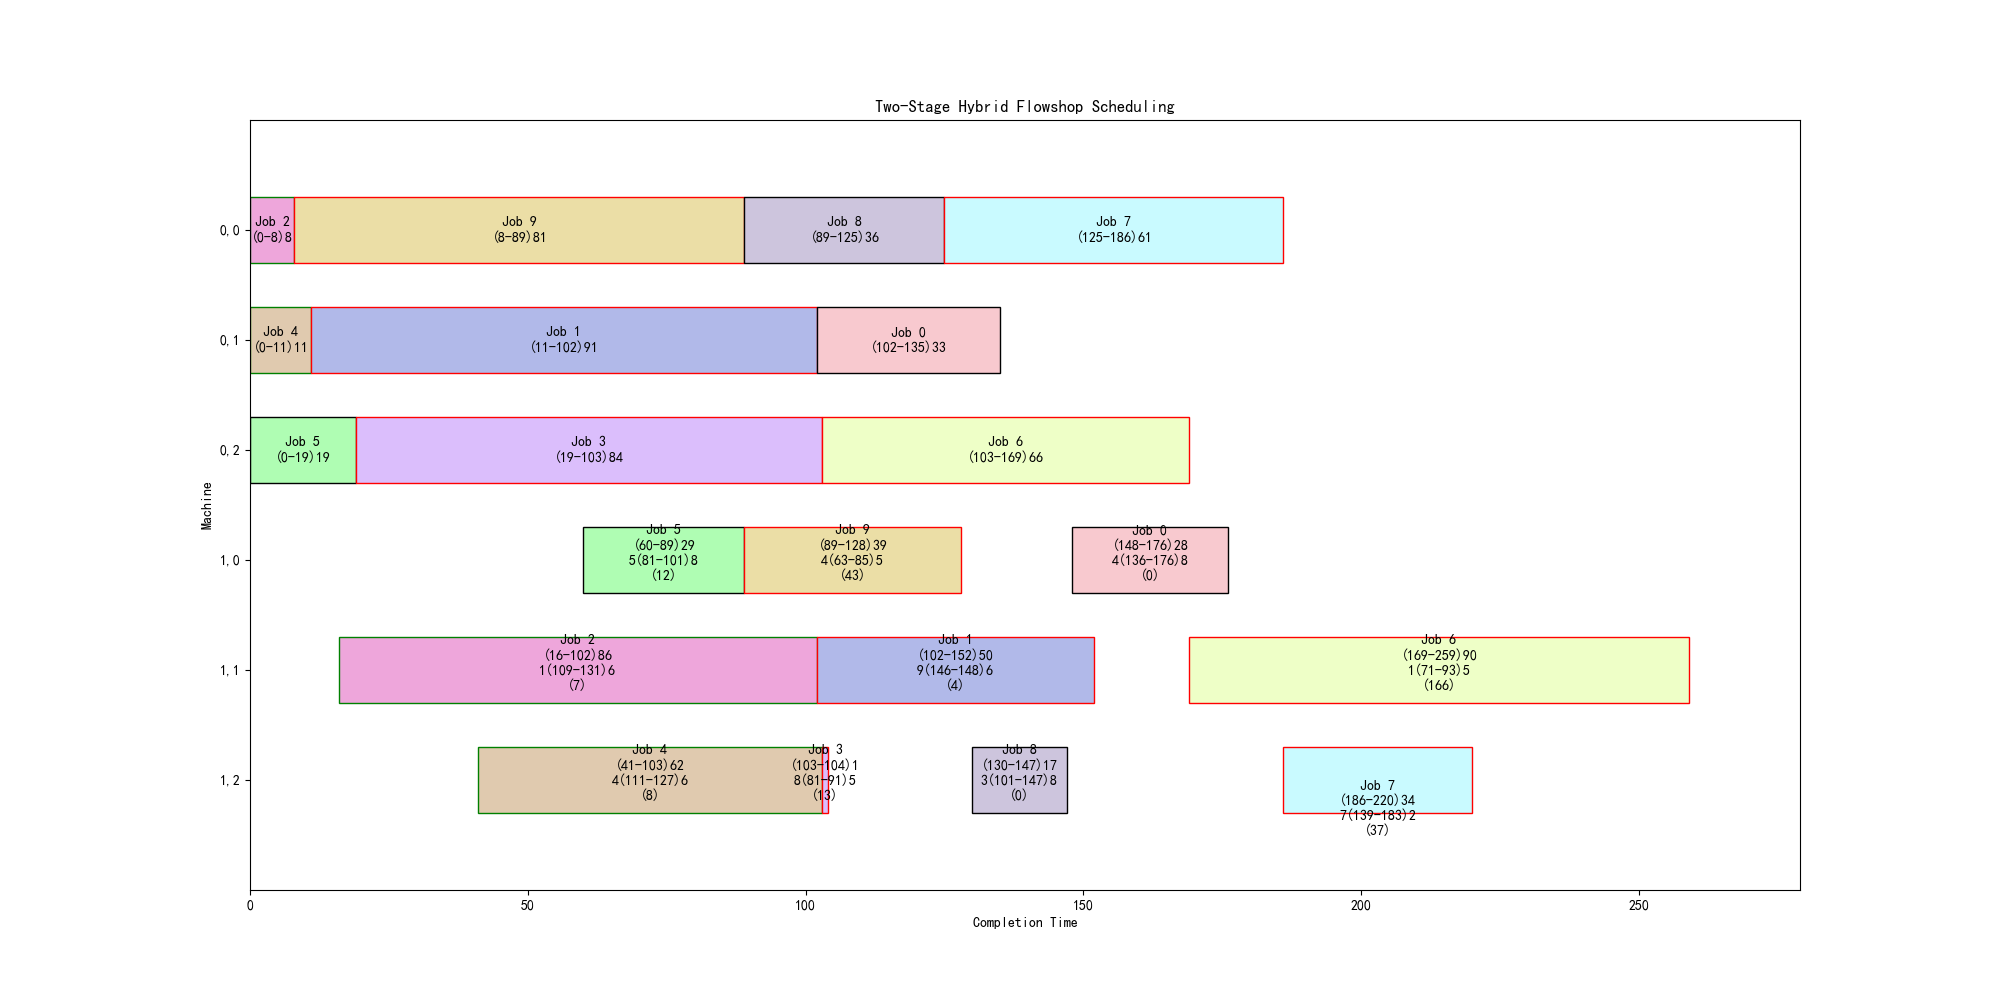 Two-Stage Hybrid Flowshop Scheduling
0,0
Job 2
(0-8)8
Job 9
(8-89)81
Job 8
(89-125)36
Job 7
(125-186)61
0,1
Job 4
(0-11)11
Job 1
(11-102)91
Job 0
(102-135)33
0,2
Job 5
(0-19)19
Job 3
(19-103)84
Job 6
(103-169)66
Machine
1,0
Job 5
(60-89)29
5(81-101)8
(12)
Job 9
(89-128)39
4(63-85)5
(43)
Job 0
(148-176)28
4(136-176)8
(0)
1,1
Job 2
(16-102)86
1(109-131)6
(7)
Job 1
(102-152)50
9(146-148)6
(4)
Job 6
(169-259)90
1(71-93)5
(166)
1,2
Job 4
(41-103)62
4(111-127)6
(8)
Job 3
(103-104)1
8(81-91)5
(13)
Job 8
(130-147)17
3(101-147)8
(0)
Job 7
(186-220)34
7(139-183)2
(37)
0
50
100
150
200
250
Completion Time